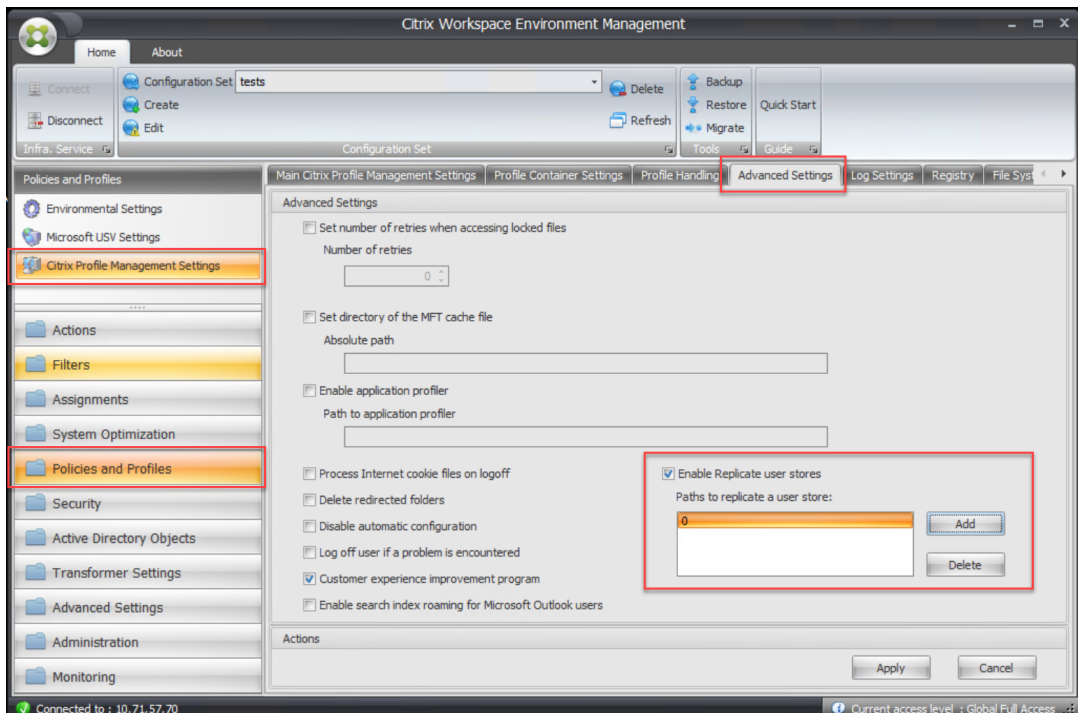 Citrix Workspace Environment Management
Home About
Connect
Disconnect
Infra. Service
Configuration Set tests
Create
Edit
Delete
Refresh
Configuration Set
Backup
Restore
Migrate
Tools
Quick Start
Guide
Policies and Profiles
Environmental Settings
Microsoft USV Settings
Citrix Profile Management Settings
Actions
Filters
Assignments
System Optimization
Policies and Profiles
Security
Active Directory Objects
Transformer Settings
Advanced Settings
Administration
Monitoring
Main Citrix Profile Management Settings Profile Container Settings Profile Handling Advanced Settings Log Settings Registry File Syst
Advanced Settings
Set number of retries when accessing locked files
Number of retries
0
Set directory of the MFT cache file
Absolute path
Enable application profiler
Path to application profiler
Process Internet cookie files on logoff
Delete redirected folders
Disable automatic configuration
Log off user if a problem is encountered
Customer experience improvement program
Enable search index roaming for Microsoft Outlook users
Enable Replicate user stores
Paths to replicate a user store:
0
Add
Delete
Actions
Apply Cancel
Connected to : 10.71.57.70
Current access level : Global Full Access